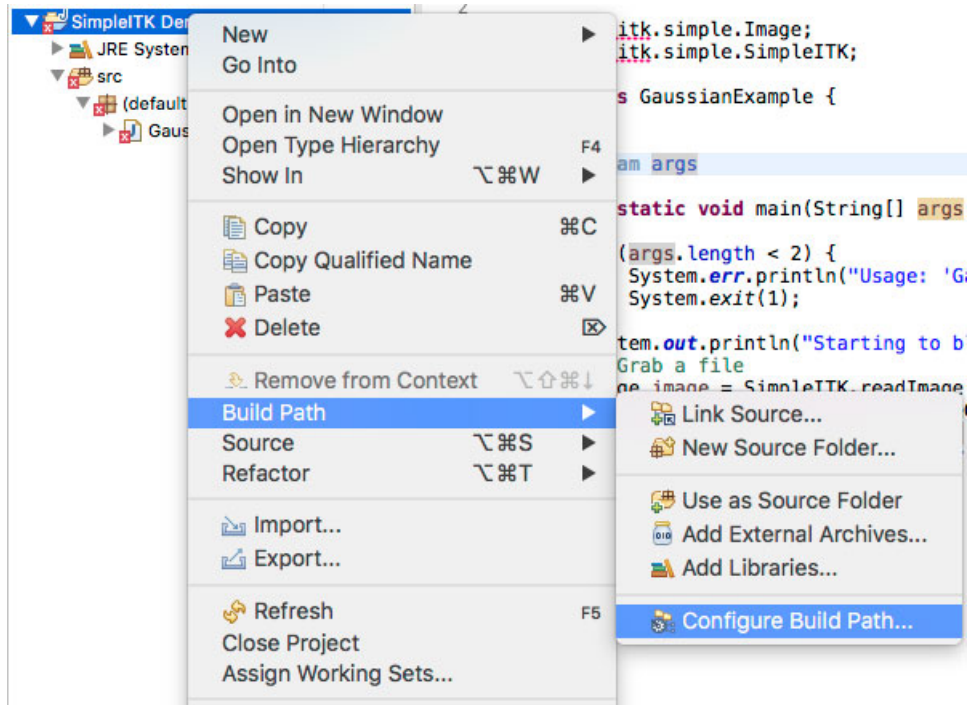 SimpleITK Der
JRE System
src
(default
Gaus
New
Go Into
Open in New Window
Open Type Hierarchy F4
Show In ⌥⌘W
Copy ⌘C
Copy Qualified Name
Paste ⌘V
Delete ⌦
Remove from Context ⌥⇧⌘↓
Build Path
Source ⌥⌘S
Refactor ⌥⌘T
Import...
Export...
Refresh F5
Close Project
Assign Working Sets...
2
itk.simple.Image;
itk.simple.SimpleITK;
s GaussianExample {
am args
static void main(String[] args
(args.length < 2) {
System.err.println("Usage: 'Ga
System.exit(1);
tem.out.println("Starting to b
Grab a file
ge image = SimpleITK.readImage
Link Source...
New Source Folder...
Use as Source Folder
Add External Archives...
Add Libraries...
Configure Build Path...